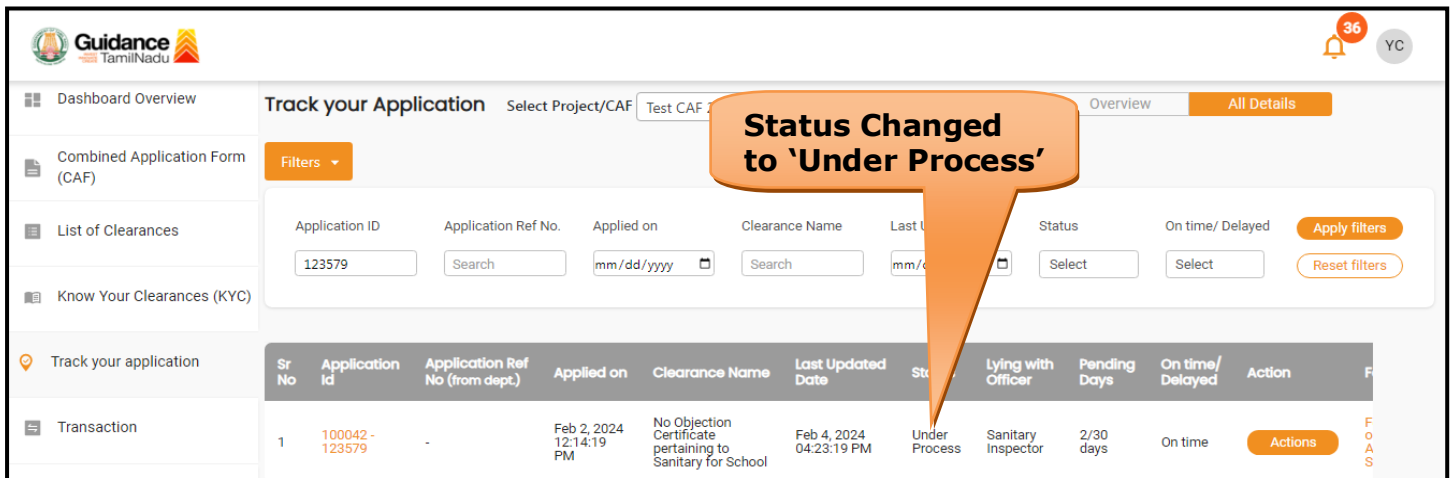 Guidance
TamilNadu
36
YC
Dashboard Overview
Track your Application Select Project/CAF Test CAF
Overview All Details
Status Changed
to ‘Under Process’
Combined Application Form
(CAF)
Filters
List of Clearances
Application ID Application Ref No. Applied on Clearance Name Last Status On time/ Delayed Apply filters
123579 Search mm/dd/yyyy Search Select Select Reset filters
Know Your Clearances (KYC)
Track your application
Sr
No
Application
Id
Application Ref
No (from dept.)
Applied on
Clearance Name
Last Updated
Date
Lying with
Officer
Pending
Days
On time/
Delayed
Action
Transaction
1
100042 -
123579
-
Feb 2, 2024
12:14:19
PM
No Objection
Certificate
pertaining to
Sanitary for School
Feb 4, 2024
04:23:19 PM
Under
Process
Sanitary
Inspector
2/30
days
On time
Actions